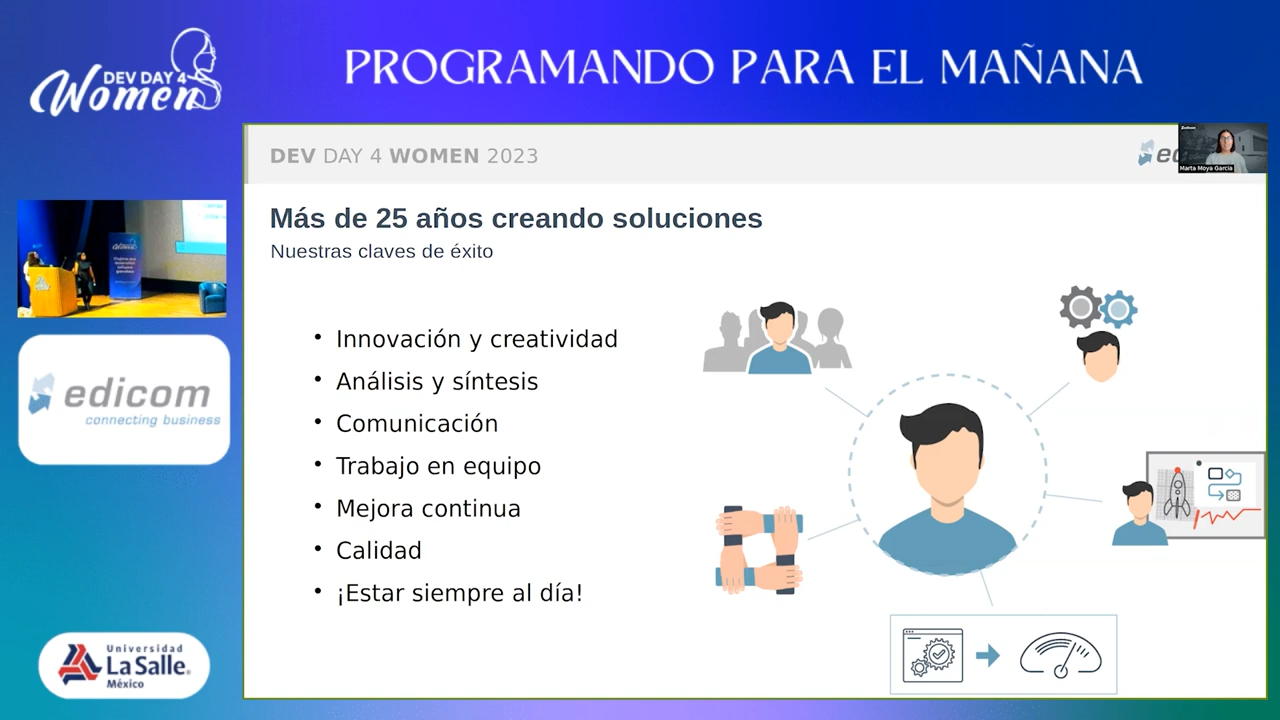 DEV DAY 4
Women
PROGRAMANDO PARA EL MAÑANA
DEV DAY 4 WOMEN 2023
Marta Moya Garcia
Más de 25 años creando soluciones
Nuestras claves de éxito
• Innovación y creatividad
• Análisis y síntesis
• Comunicación
• Trabajo en equipo
• Mejora continua
• Calidad
• ¡Estar siempre al día!
edicom
connecting business
Universidad
La Salle®
México